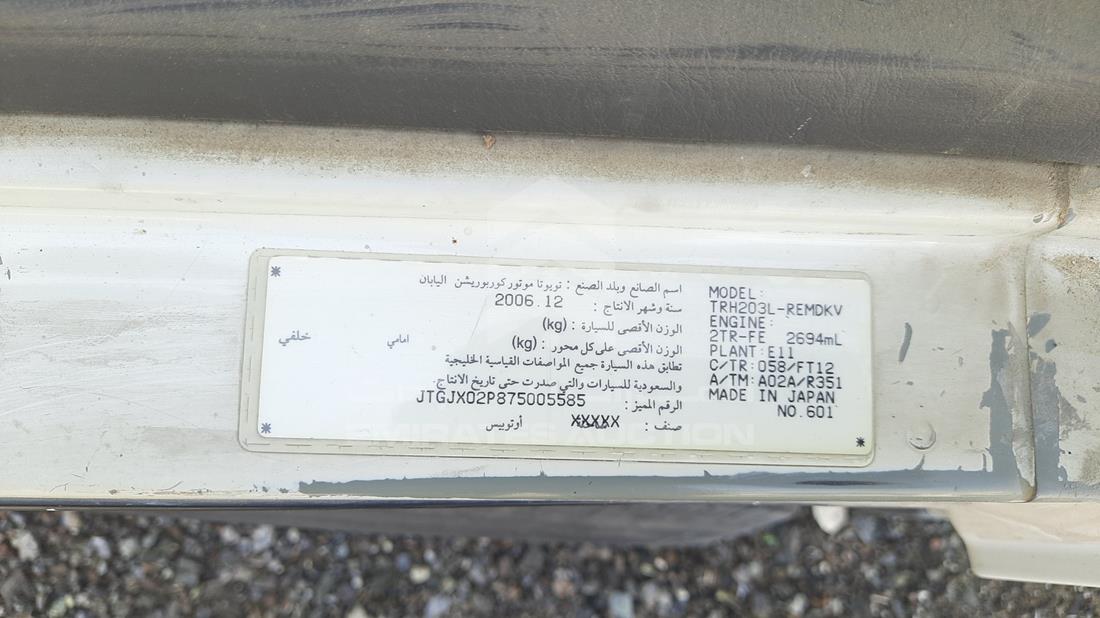 اسم الصانع وبلد الصنع : تويوتا موتور كوربوريشن اليابان
سنة وشهر الانتاج : 2006.12
الوزن الأقصى للسيارة : (kg)
الوزن الأقصى على كل محور : (kg) امامي خلفي
تطابق هذه السيارة جميع المواصفات القياسية الخليجية
والسعودية للسيارات والتي صدرت حتى تاريخ الانتاج.
الرقم المميز : JTGJX02P875005585
صنف : XXXXX أوتوبيس
MODEL:
TRH203L-REMDKV
ENGINE:
2TR-FE 2694mL
PLANT:E11
C/TR:058/FT12
A/TM:A02A/R351
MADE IN JAPAN
NO.601
EMIRATES AUCTION